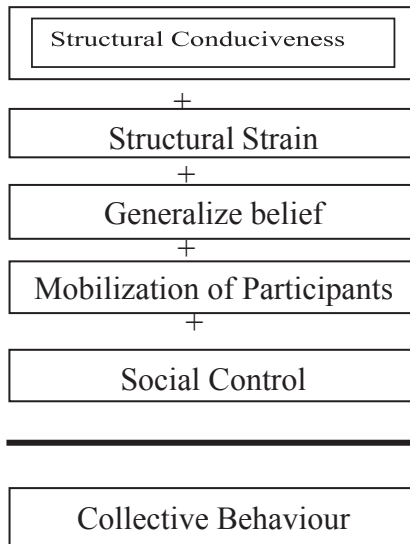 Structural Conduciveness
+
Structural Strain
+
Generalize belief
+
Mobilization of Participants
+
Social Control
Collective Behaviour